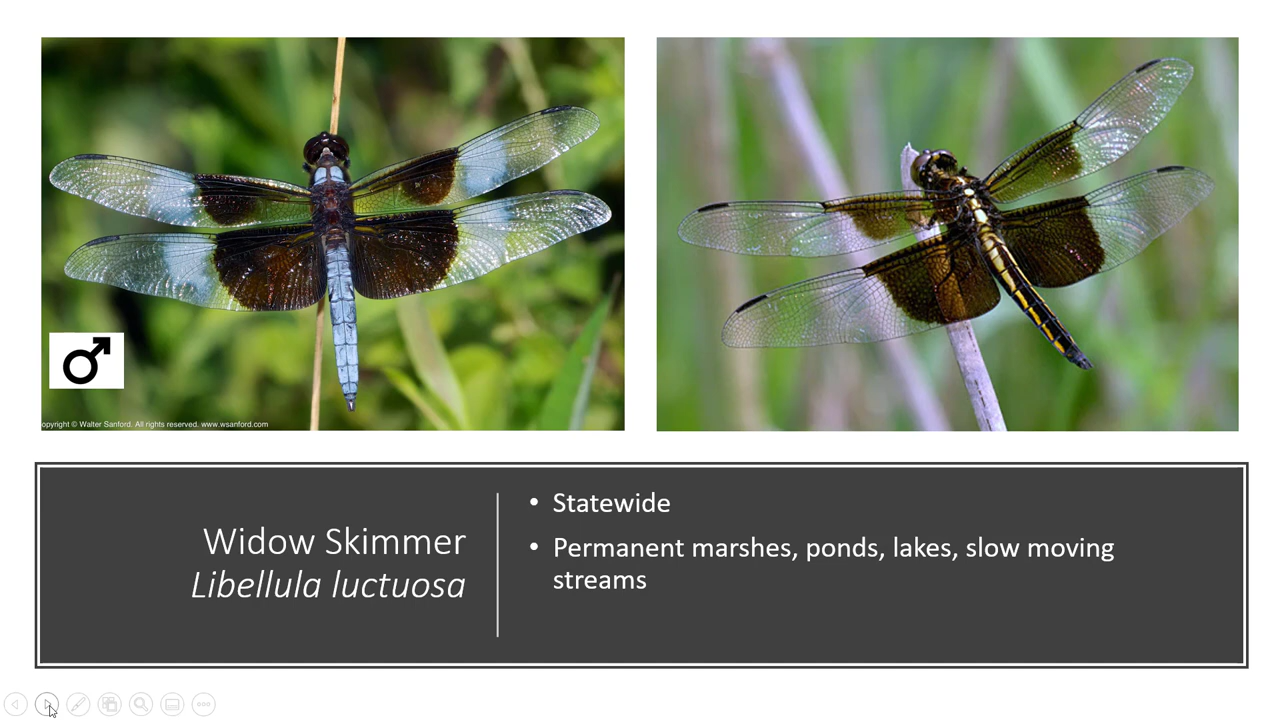 opyright © Walter Sanford. All rights reserved. www.wsanford.com
Widow Skimmer
Libellula luctuosa
• Statewide
• Permanent marshes, ponds, lakes, slow moving
streams